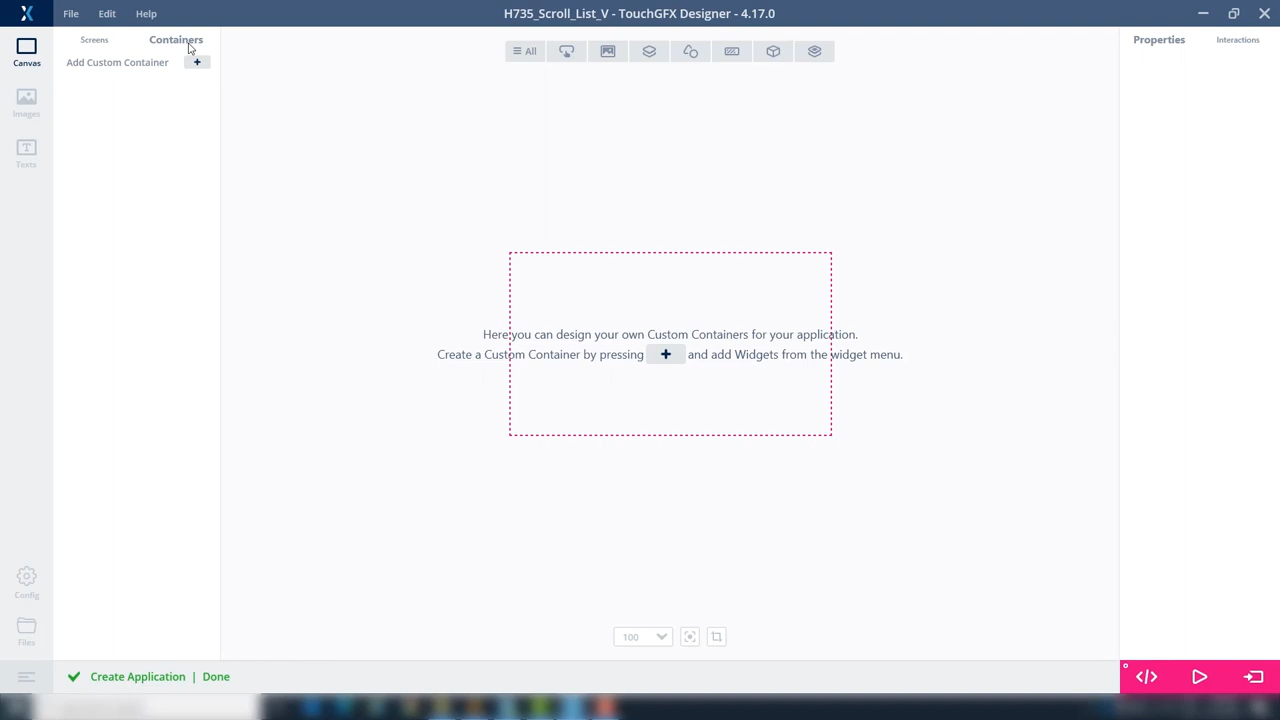 File Edit Help
H735_Scroll_List_V - TouchGFX Designer - 4.17.0
Screens Containers
Add Custom Container +
All
Properties Interactions
Canvas
Images
Texts
Here you can design your own Custom Containers for your application.
Create a Custom Container by pressing + and add Widgets from the widget menu.
Config
Files
100
Create Application | Done